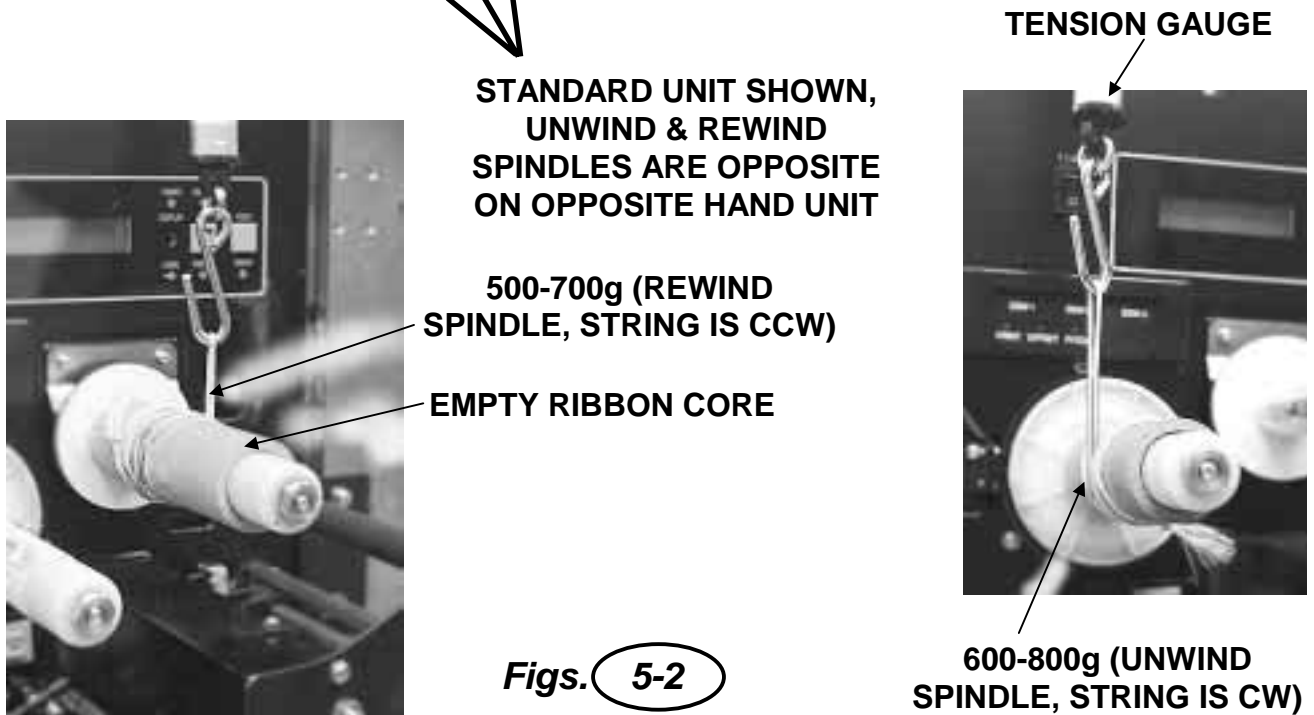 TENSION GAUGE
STANDARD UNIT SHOWN,
UNWIND & REWIND
SPINDLES ARE OPPOSITE
ON OPPOSITE HAND UNIT
500-700g (REWIND
SPINDLE, STRING IS CCW)
EMPTY RIBBON CORE
Figs. 5-2
600-800g (UNWIND
SPINDLE, STRING IS CW)